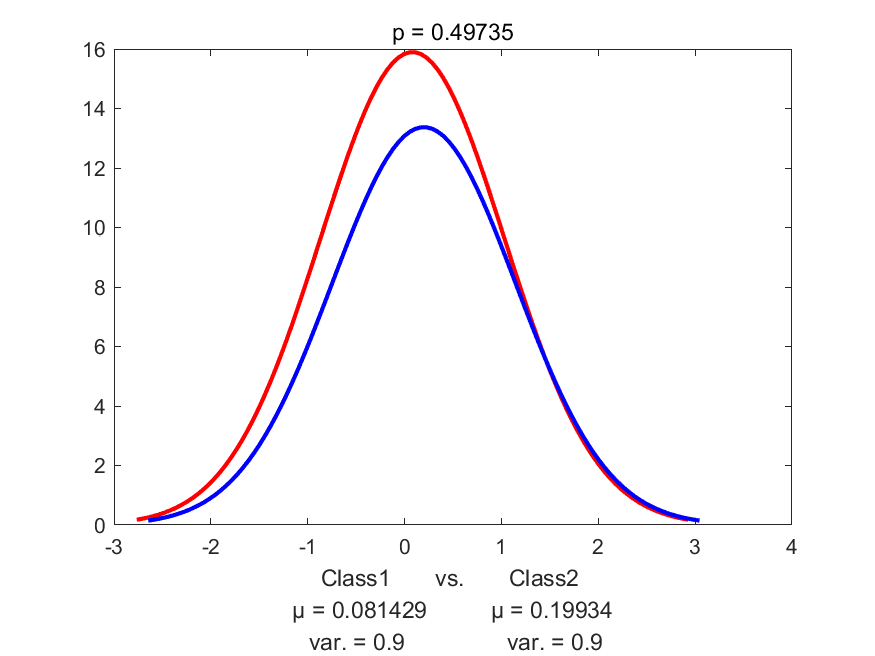 p = 0.49735
16
14
12
10
8
6
4
2
0
-3 -2 -1 0 1 2 3 4
Class1 vs. Class2
μ = 0.081429 μ = 0.19934
var. = 0.9 var. = 0.9